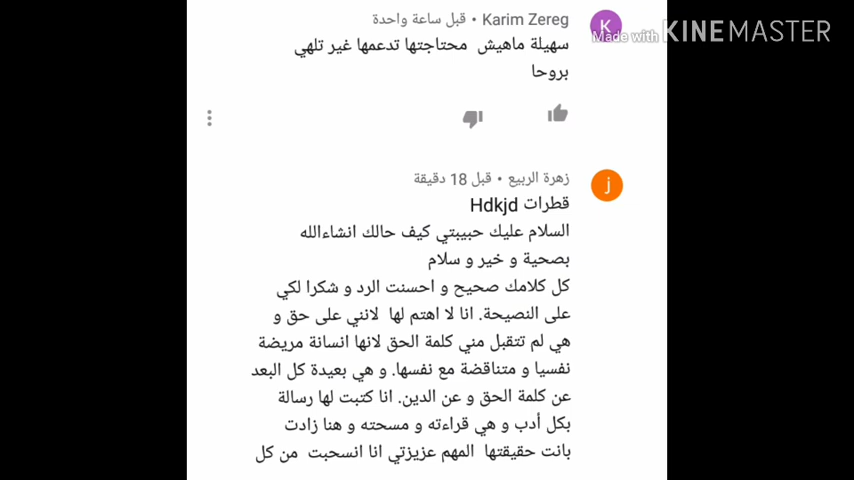 Karim Zereg • قبل ساعة واحدة
K
Made with KINEMASTER
سهيلة ماهيش محتاجتها تدعمها غير تلهي
بروحا
زهرة الربيع • قبل 18 دقيقة
j
قطرات Hdkjd
السلام عليك حبيبتي كيف حالك انشاءالله
بصحية و خير و سلام
كل كلامك صحيح و احسنت الرد و شكرا لكي
على النصيحة. انا لا اهتم لها لانني على حق و
هي لم تتقبل مني كلمة الحق لانها انسانة مريضة
نفسيا و متناقضة مع نفسها. و هي بعيدة كل البعد
عن كلمة الحق و عن الدين. انا كتبت لها رسالة
بكل أدب و هي قراءته و مسحته و هنا زادت
بانت حقيقتها المهم عزيزتي انا انسحبت من كل